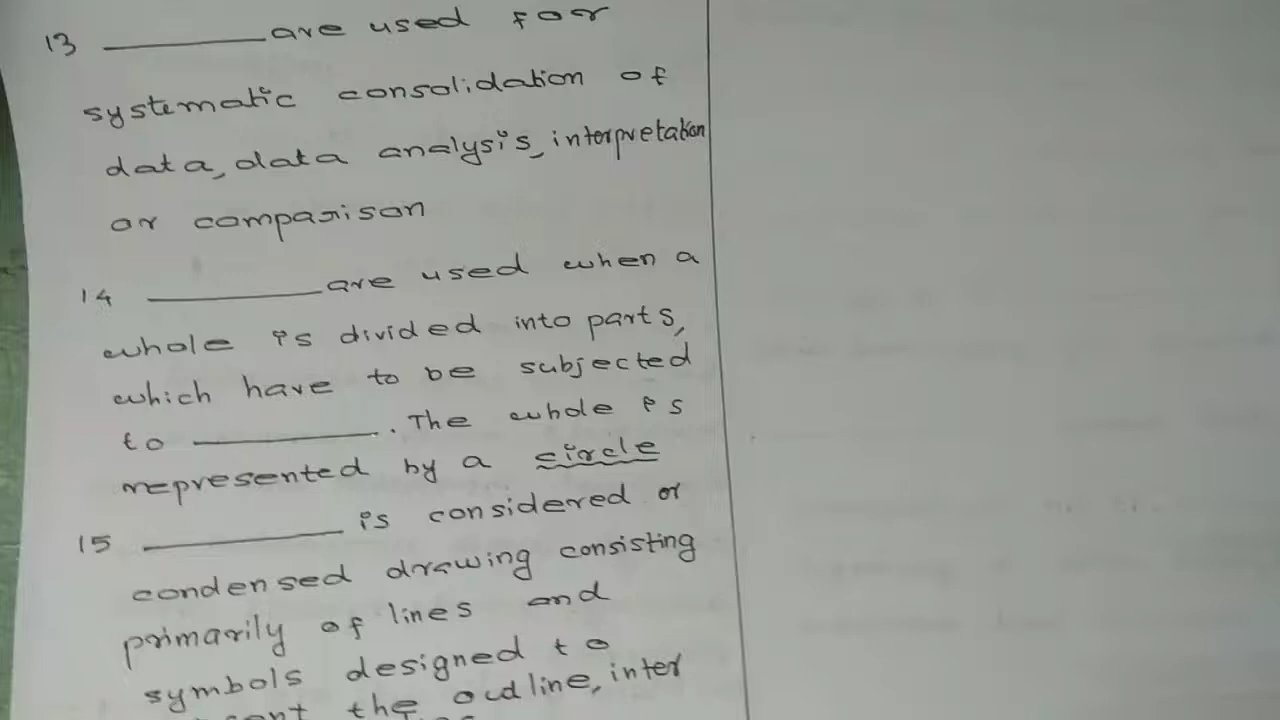 13 ________ are used for
systematic consolidation of
data, data analysis, interpretation
or comparison
14 ________ are used when a
whole is divided into parts,
which have to be subjected
to ________. The whole is
represented by a circle
15 ________ is considered or
condensed drawing consisting
primarily of lines and
symbols designed to
the outline, inter